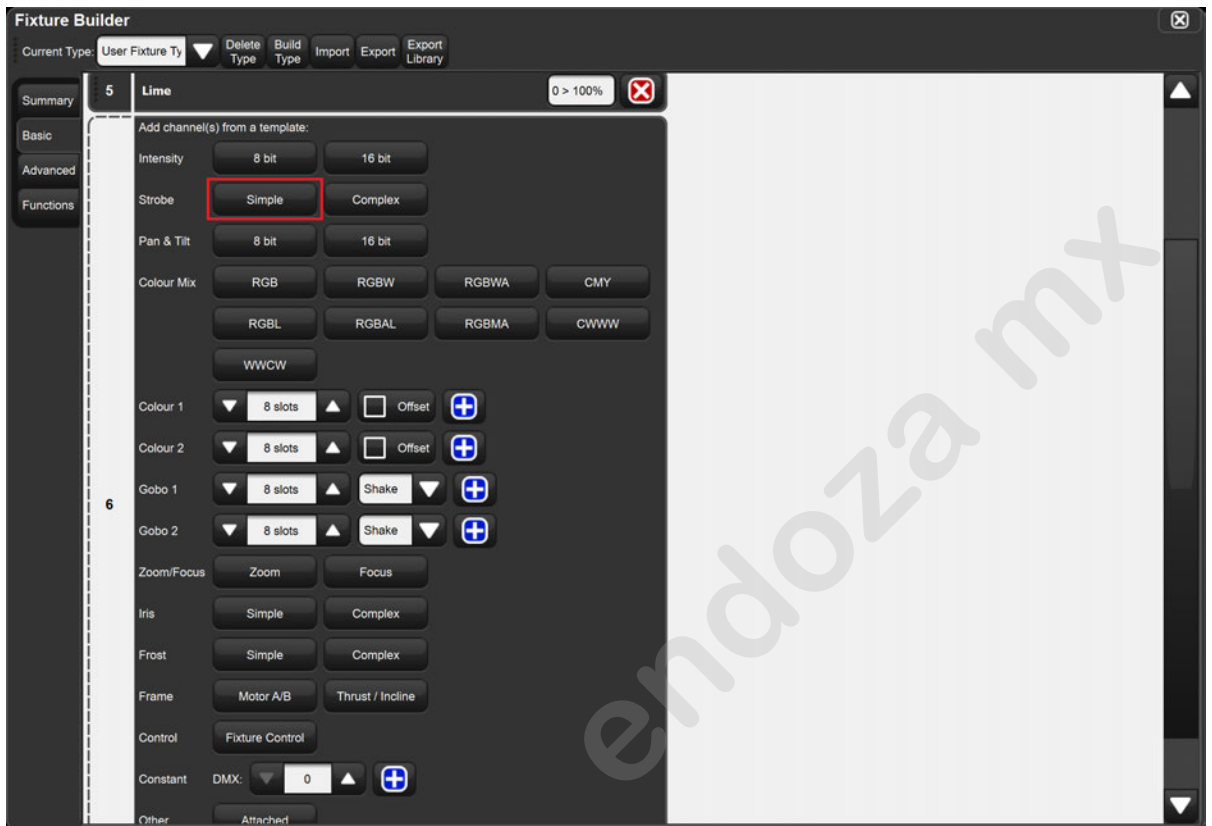 Fixture Builder
Current Type: User Fixture Ty Delete Type Build Type Import Export Export Library
Summary
Basic
Advanced
Functions
5 Lime 0 > 100%
6
Add channel(s) from a template:
Intensity 8 bit 16 bit
Strobe Simple Complex
Pan & Tilt 8 bit 16 bit
Colour Mix RGB RGBW RGBWA CMY
RGBL RGBAL RGBMA CWWW
WWCW
Colour 1 8 slots Offset
Colour 2 8 slots Offset
Gobo 1 8 slots Shake
Gobo 2 8 slots Shake
Zoom/Focus Zoom Focus
Iris Simple Complex
Frost Simple Complex
Frame Motor A/B Thrust / Incline
Control Fixture Control
Constant DMX: 0
Other Attached
endoza mx